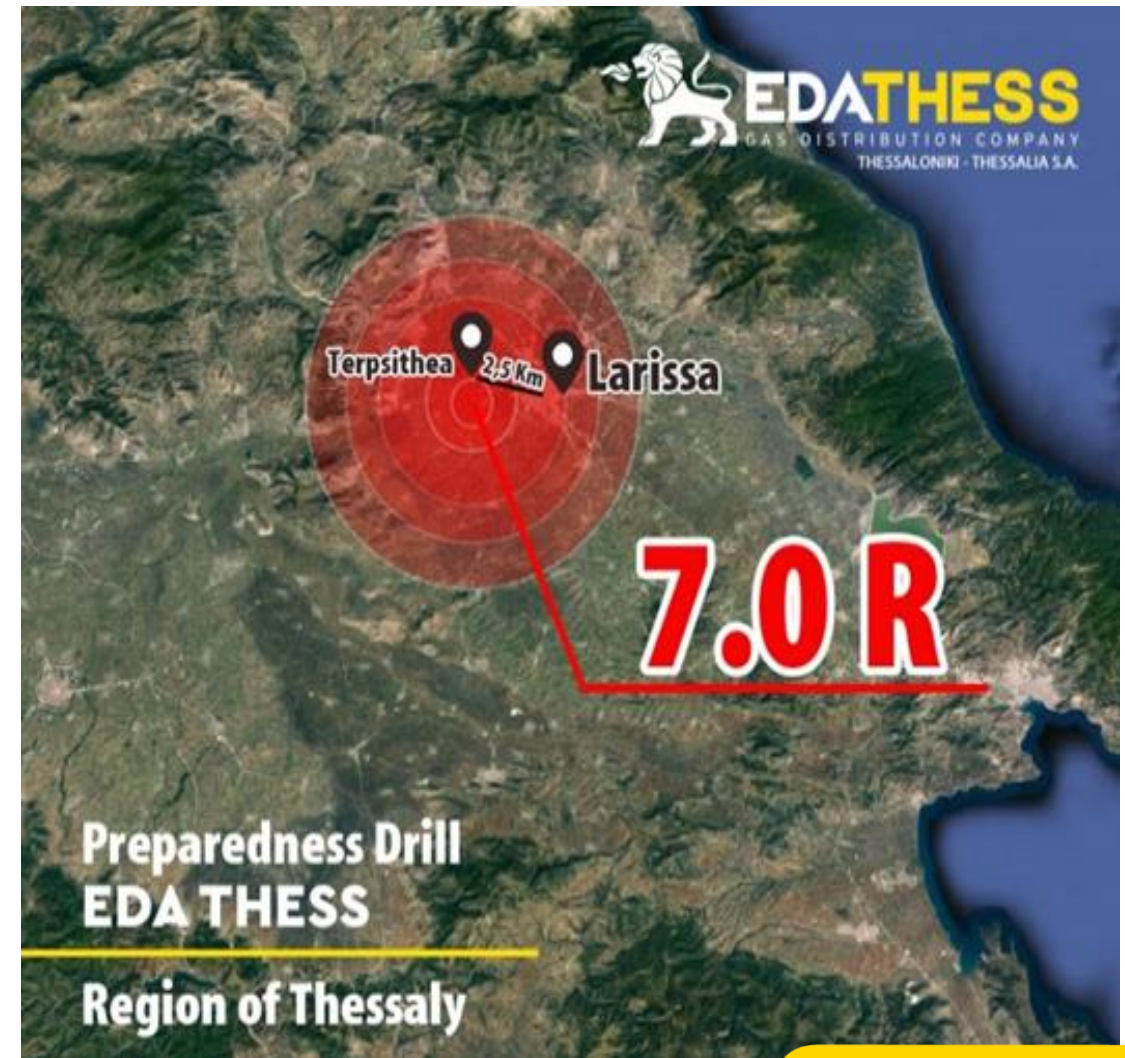 EDATHESS
GAS DISTRIBUTION COMPANY
THESSALONIKI - THESSALIA S.A.
Terpsithea
2,5 Km
Larissa
7.0 R
Preparedness Drill
EDA THESS
Region of Thessaly